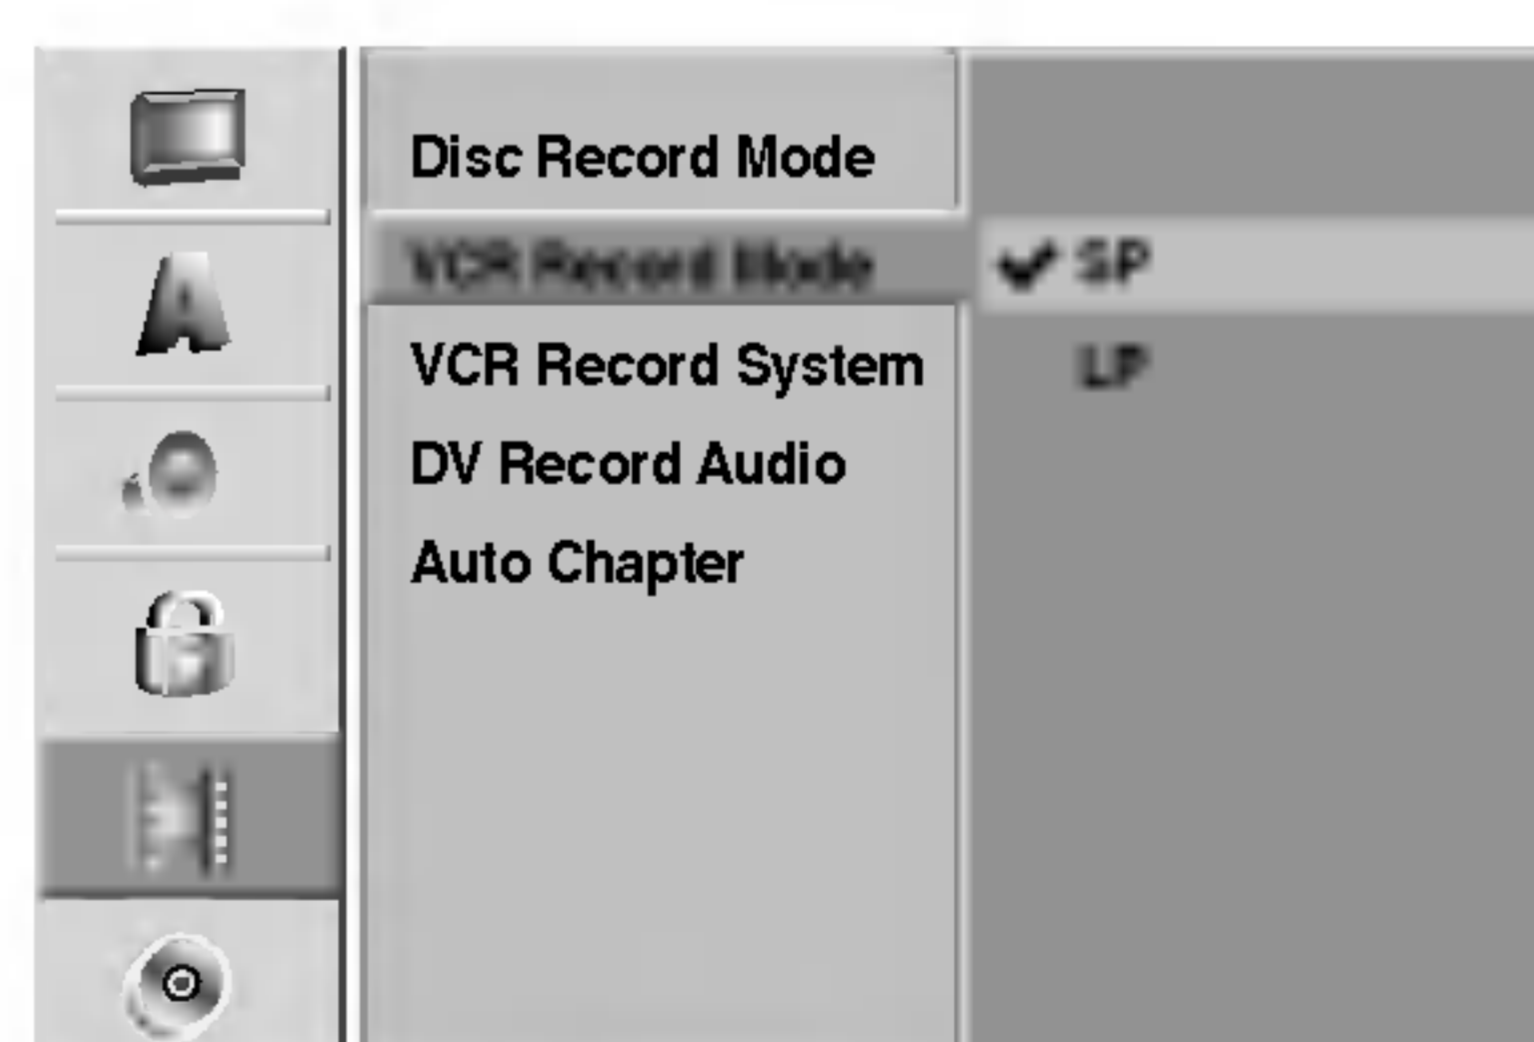 Disc Record Mode
VCR Record Mode
SP
VCR Record System
LP
DV Record Audio
Auto Chapter